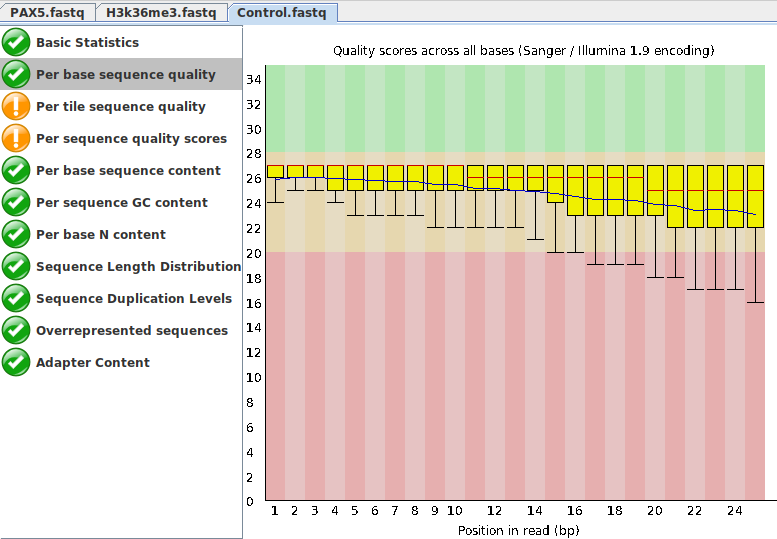 PAX5.fastq H3k36me3.fastq Control.fastq
Basic Statistics
Per base sequence quality
Per tile sequence quality
Per sequence quality scores
Per base sequence content
Per sequence GC content
Per base N content
Sequence Length Distribution
Sequence Duplication Levels
Overrepresented sequences
Adapter Content
Quality scores across all bases (Sanger / Illumina 1.9 encoding)
34
32
30
28
26
24
22
20
18
16
14
12
10
8
6
4
2
0
1 2 3 4 5 6 7 8 9 10 12 14 16 18 20 22 24
Position in read (bp)